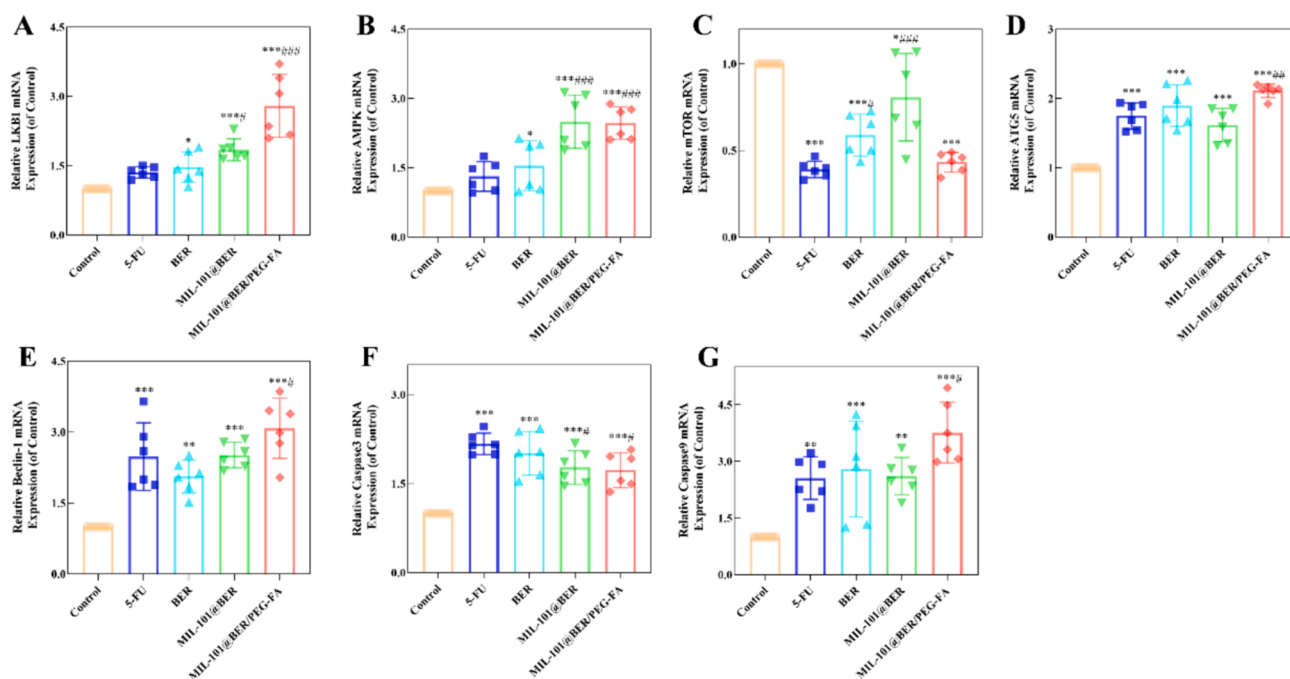 A
Relative LKB1 mRNA
Expression (of Control)
4.5
3.0
1.5
0.0
*
***#
***###
Control
5-FU
BER
MIL-101@BER
MIL-101@BER/PEG-FA
B
Relative AMPK mRNA
Expression (of Control)
4.5
3.0
1.5
0.0
*
***###
***###
Control
5-FU
BER
MIL-101@BER
MIL-101@BER/PEG-FA
C
Relative mTOR mRNA
Expression (of Control)
1.0
0.5
0.0
***
***#
*###
***
Control
5-FU
BER
MIL-101@BER
MIL-101@BER/PEG-FA
D
Relative ATG5 mRNA
Expression (of Control)
3
2
1
0
***
***
***
***##
Control
5-FU
BER
MIL-101@BER
MIL-101@BER/PEG-FA
E
Relative Beclin-1 mRNA
Expression (of Control)
4.5
3.0
1.5
0.0
***
**
***
***#
Control
5-FU
BER
MIL-101@BER
MIL-101@BER/PEG-FA
F
Relative Caspase3 mRNA
Expression (of Control)
3.0
1.5
0.0
***
***
***#
***#
Control
5-FU
BER
MIL-101@BER
MIL-101@BER/PEG-FA
G
Relative Caspase9 mRNA
Expression (of Control)
4.5
3.0
1.5
0.0
**
***
**
***#
Control
5-FU
BER
MIL-101@BER
MIL-101@BER/PEG-FA